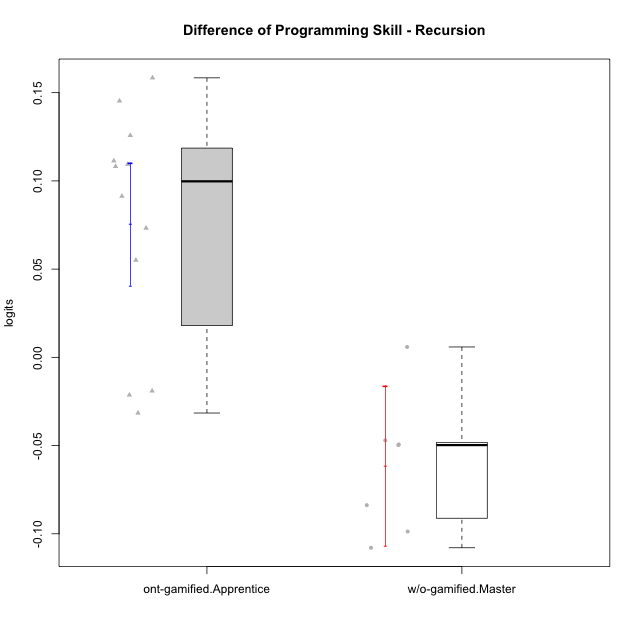 Difference of Programming Skill - Recursion
logits
0.15
0.10
0.05
0.00
-0.05
-0.10
ont-gamified.Apprentice
w/o-gamified.Master